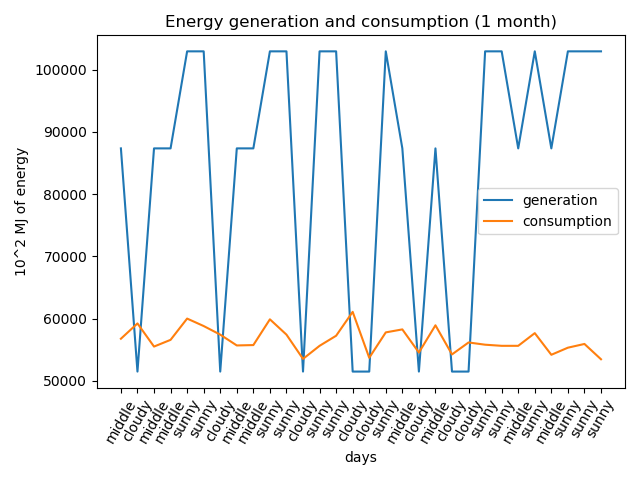 Energy generation and consumption (1 month)
10^2 MJ of energy
100000
90000
80000
70000
60000
50000
generation
consumption
middle
cloudy
middle
middle
sunny
sunny
cloudy
middle
middle
sunny
sunny
cloudy
sunny
sunny
cloudy
cloudy
sunny
middle
cloudy
middle
cloudy
cloudy
sunny
sunny
middle
sunny
middle
sunny
sunny
sunny
days